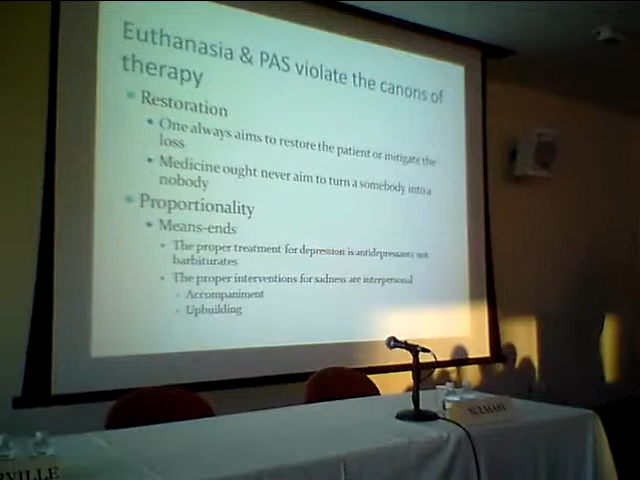 Euthanasia & PAS violate the canons of
therapy
Restoration
One always aims to restore the patient or mitigate the
loss
Medicine ought never aim to turn a somebody into a
nobody
Proportionality
Means-ends
The proper treatment for depression is antidepressants not
barbiturates
The proper interventions for sadness are interpersonal
Accompaniment
Upbuilding
RVILLE